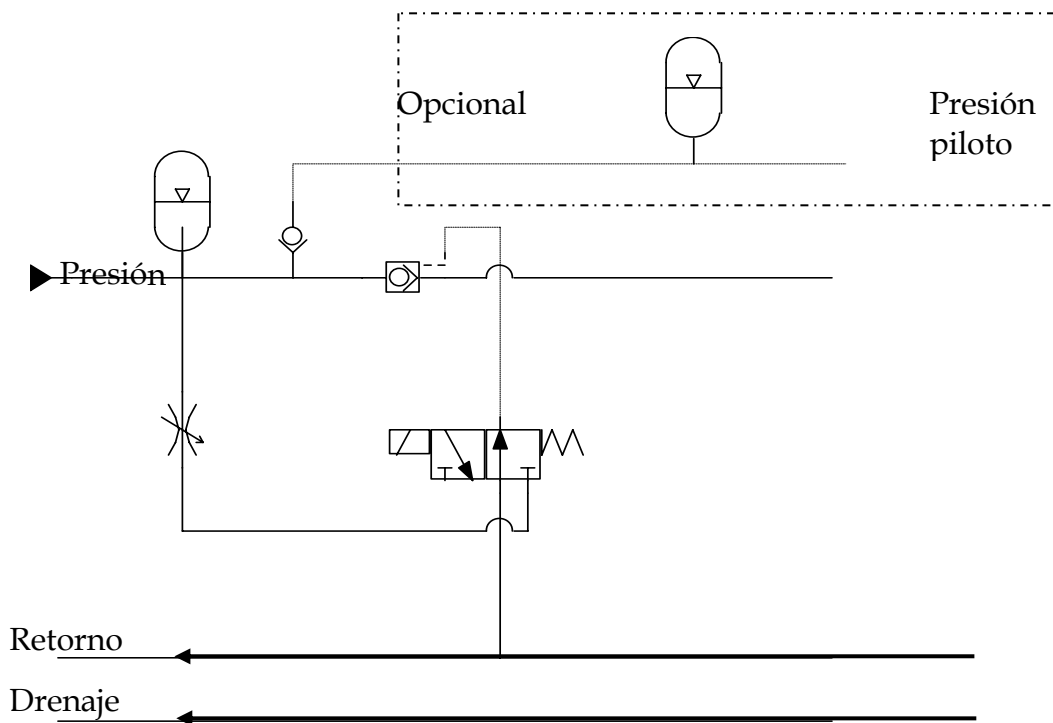 Opcional
Presión
piloto
Presión
Retorno
Drenaje